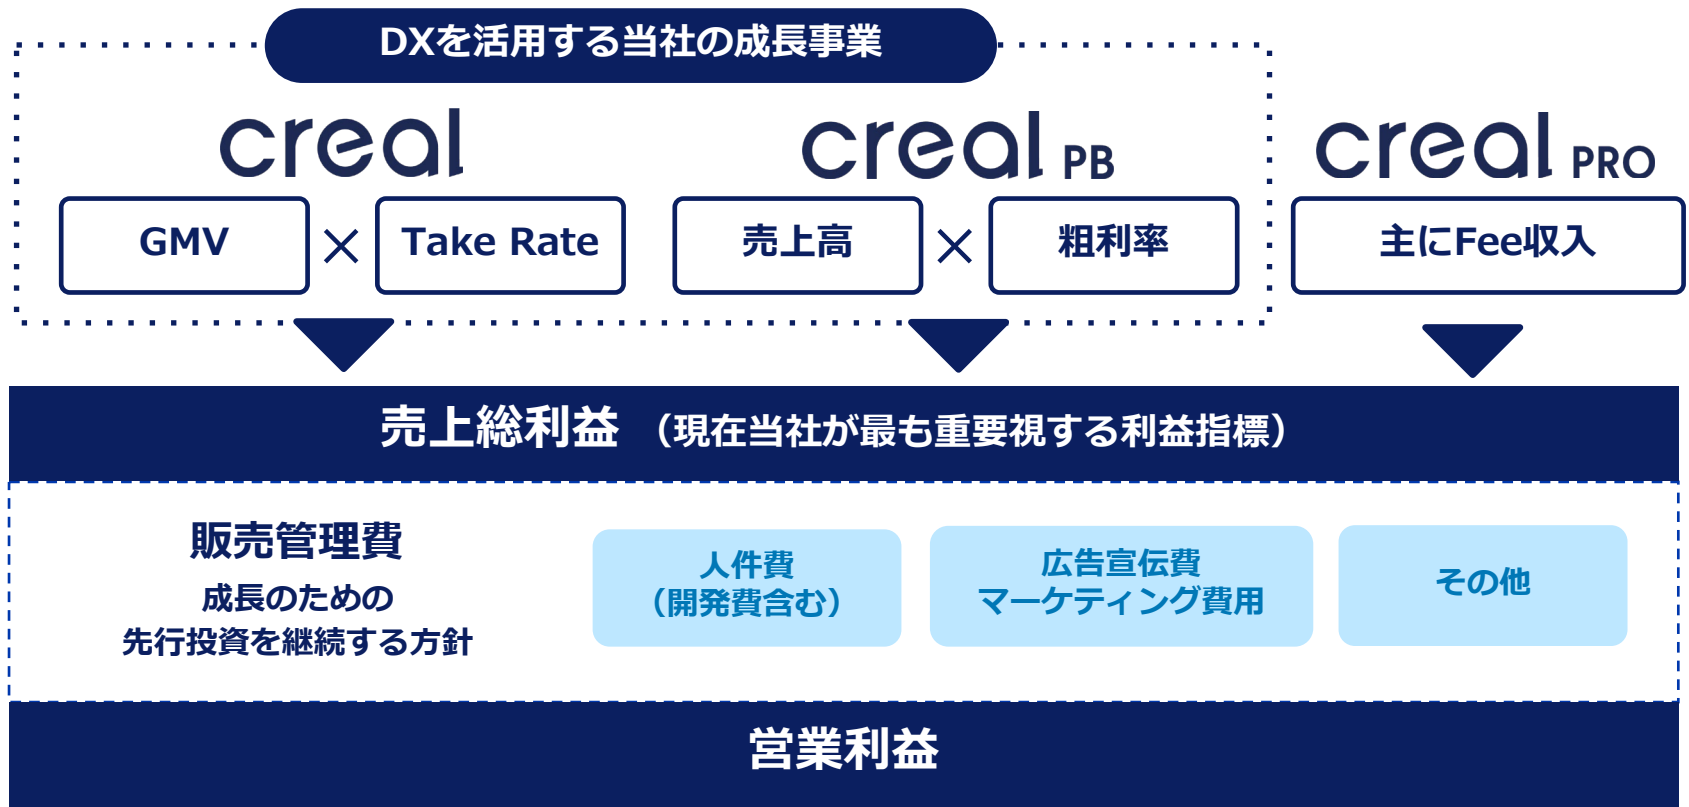 DXを活用する当社の成長事業
creal
creal PB
creal PRO
GMV × Take Rate
売上高 × 粗利率
主にFee収入
売上総利益 （現在当社が最も重要視する利益指標）
販売管理費
成長のための
先行投資を継続する方針
人件費
（開発費含む）
広告宣伝費
マーケティング費用
その他
営業利益